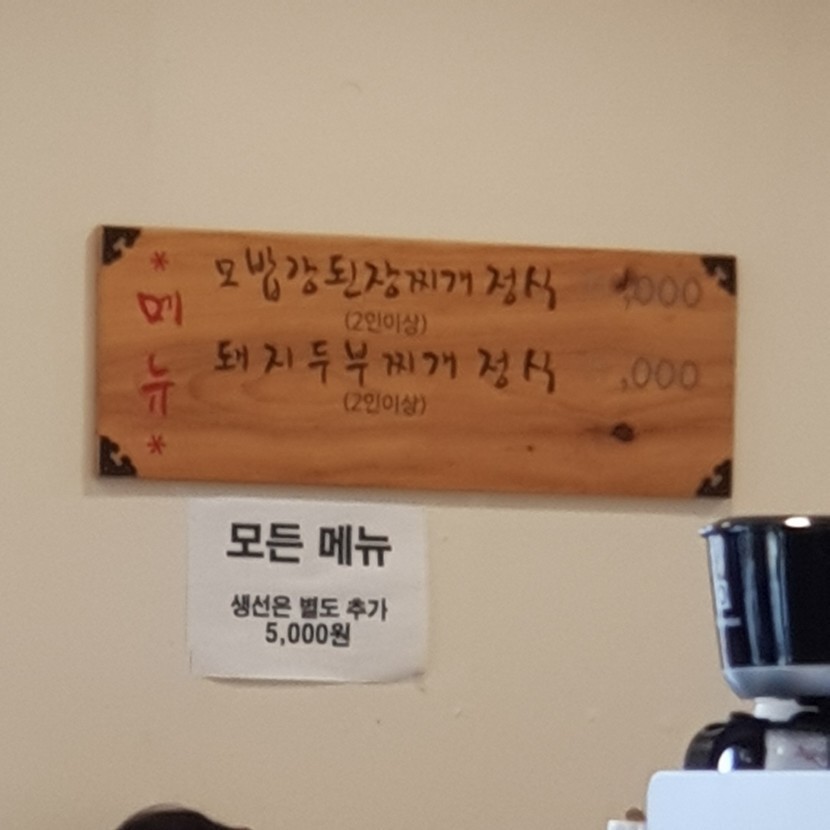 *메뉴*
모밥강된장찌개 정식 ,000
(2인이상)
돼지두부찌개 정식 ,000
(2인이상)
모든 메뉴
생선은 별도 추가
5,000원